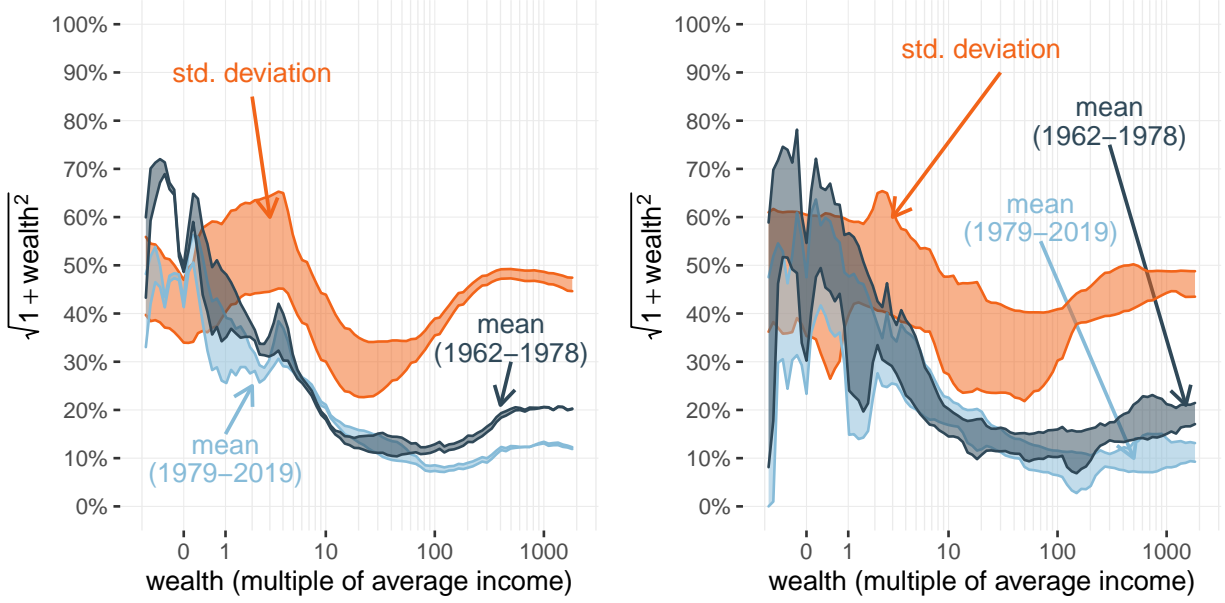 100%
90%
80%
70%
60%
50%
40%
30%
20%
10%
0%
√1 + wealth²
std. deviation
mean
(1962−1978)
mean
(1979−2019)
0 1 10 100 1000
wealth (multiple of average income)
100%
90%
80%
70%
60%
50%
40%
30%
20%
10%
0%
√1 + wealth²
std. deviation
mean
(1962−1978)
mean
(1979−2019)
0 1 10 100 1000
wealth (multiple of average income)